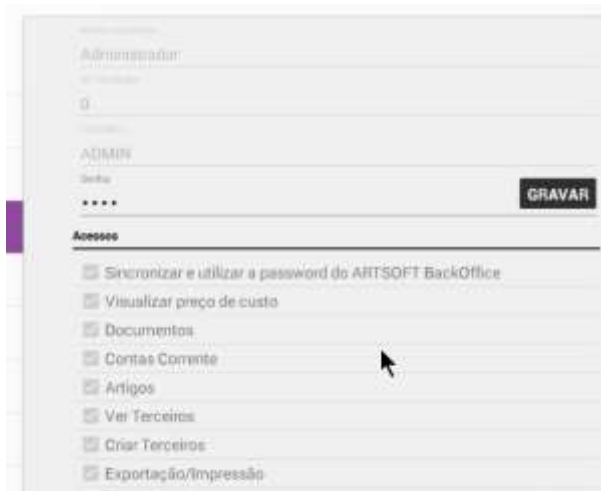 Administrador
0
ADMIN
Senha
••••
GRAVAR
Acessos
Sincronizar e utilizar a password do ARTSOFT BackOffice
Visualizar preço de custo
Documentos
Contas Corrente
Artigos
Ver Terceiros
Criar Terceiros
Exportação/Impressão